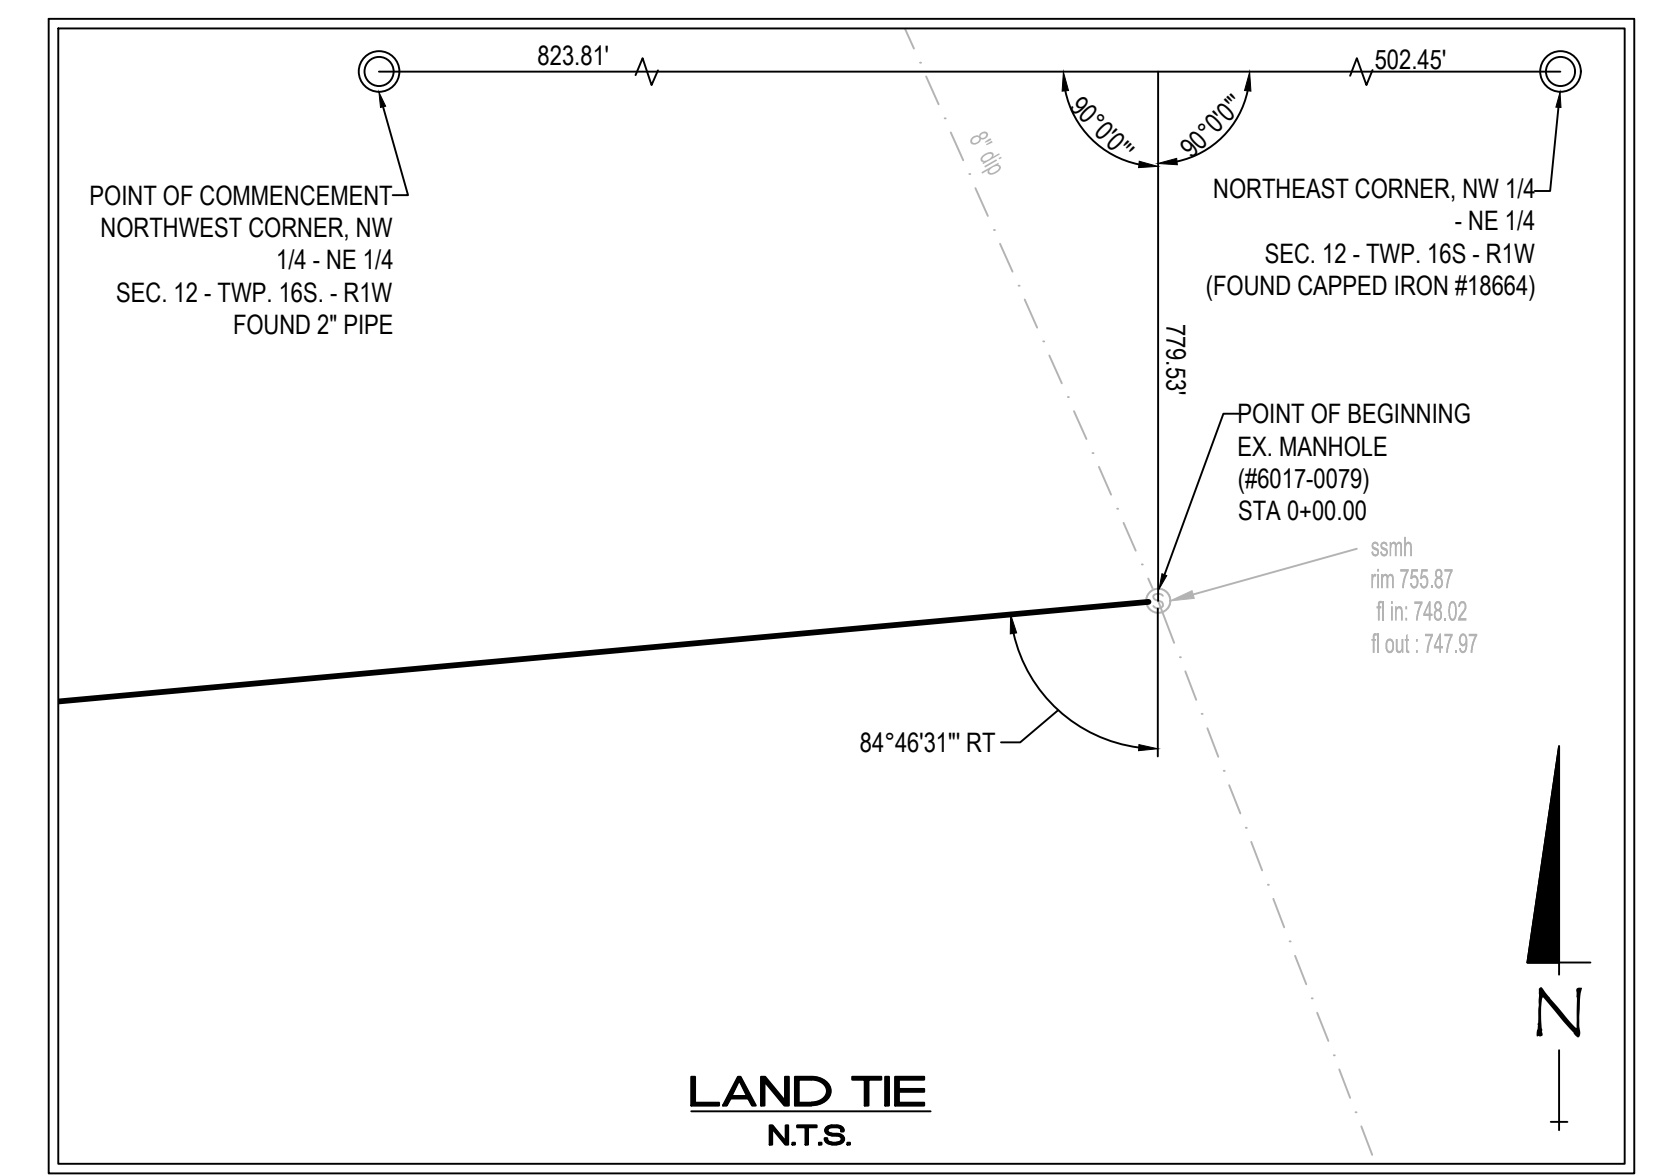 823.81'
502.45'
90°0'0"'
90°0'0"'
8" dip
POINT OF COMMENCEMENT
NORTHWEST CORNER, NW
1/4 - NE 1/4
SEC. 12 - TWP. 16S. - R1W
FOUND 2" PIPE
NORTHEAST CORNER, NW 1/4
- NE 1/4
SEC. 12 - TWP. 16S - R1W
(FOUND CAPPED IRON #18664)
779.53'
POINT OF BEGINNING
EX. MANHOLE
(#6017-0079)
STA 0+00.00
ssmh
rim 755.87
fl in: 748.02
fl out : 747.97
S
84°46'31"' RT
N
LAND TIE
N.T.S.